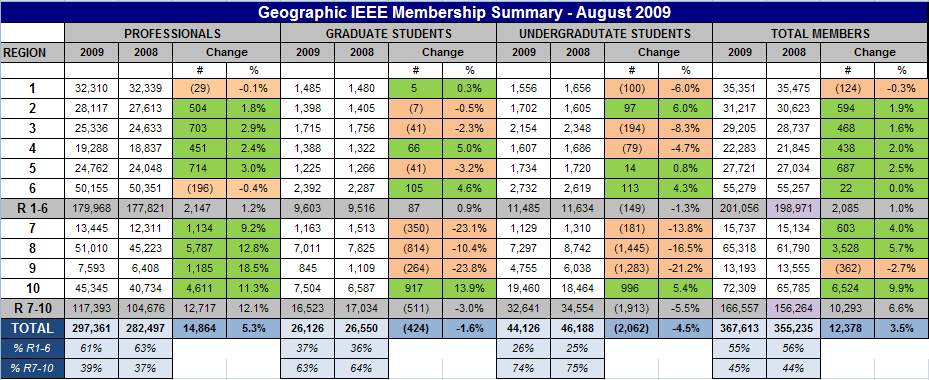 Geographic IEEE Membership Summary - August 2009
PROFESSIONALS GRADUATE STUDENTS UNDERGRADUTATE STUDENTS TOTAL MEMBERS
REGION 2009 2008 Change 2009 2008 Change 2009 2008 Change 2009 2008 Change
# % # % # % # %
1 32,310 32,339 (29) -0.1% 1,485 1,480 5 0.3% 1,556 1,656 (100) -6.0% 35,351 35,475 (124) -0.3%
2 28,117 27,613 504 1.8% 1,398 1,405 (7) -0.5% 1,702 1,605 97 6.0% 31,217 30,623 594 1.9%
3 25,336 24,633 703 2.9% 1,715 1,756 (41) -2.3% 2,154 2,348 (194) -8.3% 29,205 28,737 468 1.6%
4 19,288 18,837 451 2.4% 1,388 1,322 66 5.0% 1,607 1,686 (79) -4.7% 22,283 21,845 438 2.0%
5 24,762 24,048 714 3.0% 1,225 1,266 (41) -3.2% 1,734 1,720 14 0.8% 27,721 27,034 687 2.5%
6 50,155 50,351 (196) -0.4% 2,392 2,287 105 4.6% 2,732 2,619 113 4.3% 55,279 55,257 22 0.0%
R 1-6 179,968 177,821 2,147 1.2% 9,603 9,516 87 0.9% 11,485 11,634 (149) -1.3% 201,056 198,971 2,085 1.0%
7 13,445 12,311 1,134 9.2% 1,163 1,513 (350) -23.1% 1,129 1,310 (181) -13.8% 15,737 15,134 603 4.0%
8 51,010 45,223 5,787 12.8% 7,011 7,825 (814) -10.4% 7,297 8,742 (1,445) -16.5% 65,318 61,790 3,528 5.7%
9 7,593 6,408 1,185 18.5% 845 1,109 (264) -23.8% 4,755 6,038 (1,283) -21.2% 13,193 13,555 (362) -2.7%
10 45,345 40,734 4,611 11.3% 7,504 6,587 917 13.9% 19,460 18,464 996 5.4% 72,309 65,785 6,524 9.9%
R 7-10 117,393 104,676 12,717 12.1% 16,523 17,034 (511) -3.0% 32,641 34,554 (1,913) -5.5% 166,557 156,264 10,293 6.6%
TOTAL 297,361 282,497 14,864 5.3% 26,126 26,550 (424) -1.6% 44,126 46,188 (2,062) -4.5% 367,613 355,235 12,378 3.5%
% R1-6 61% 63% 37% 36% 26% 25% 55% 56%
% R7-10 39% 37% 63% 64% 74% 75% 45% 44%